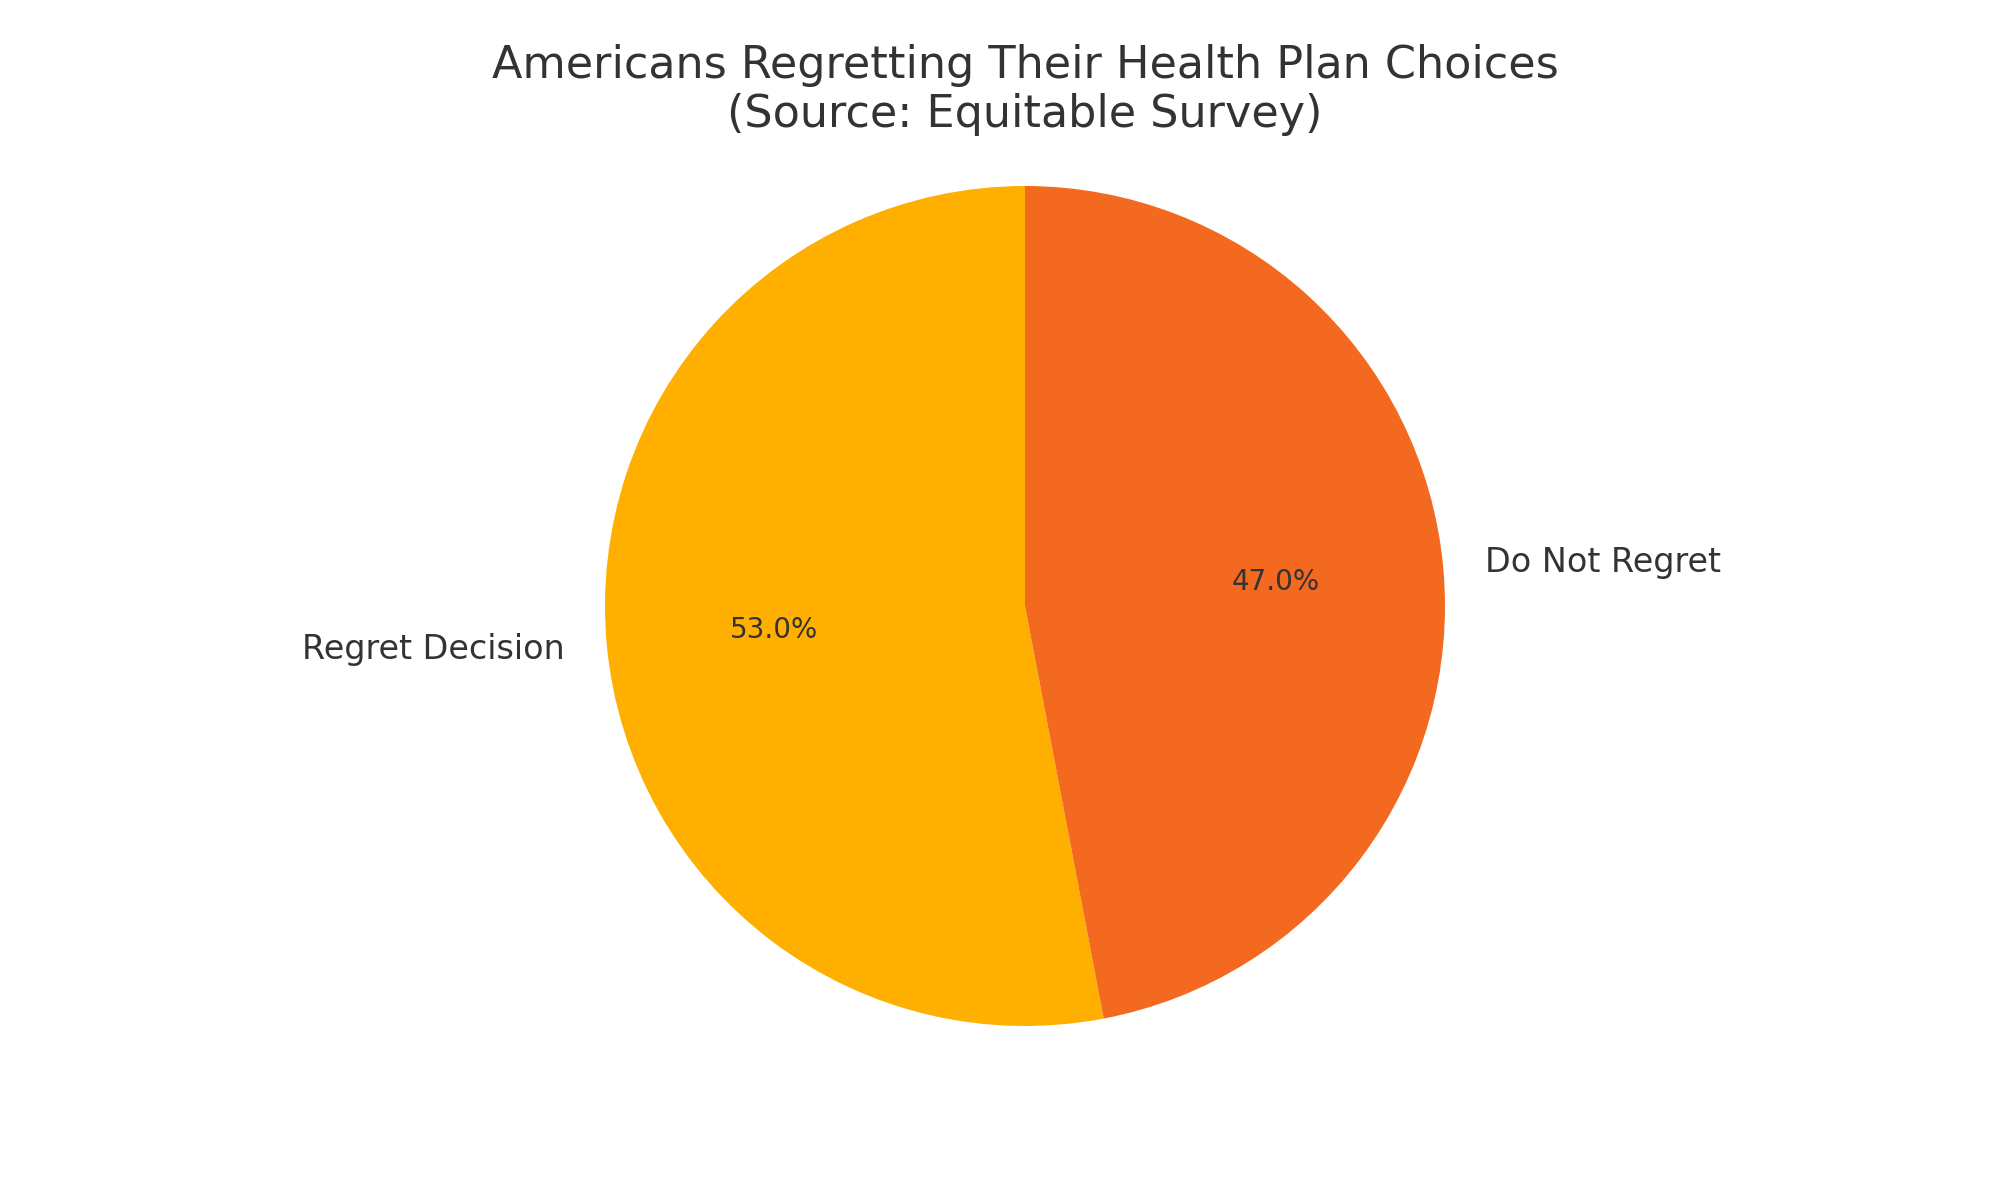 Americans Regretting Their Health Plan Choices
(Source: Equitable Survey)
Do Not Regret
47.0%
53.0%
Regret Decision